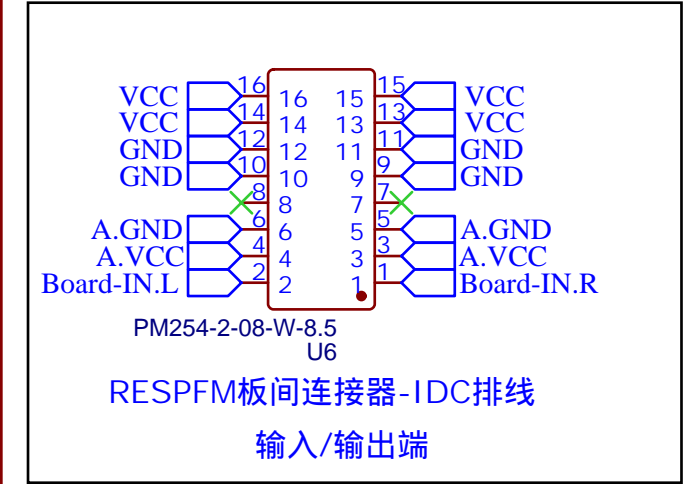 VCC 16 16 15 15 VCC
VCC 14 14 13 13 VCC
GND 12 12 11 11 GND
GND 10 10 9 9 GND
8 8 7 7
A.GND 6 6 5 5 A.GND
A.VCC 4 4 3 3 A.VCC
Board-IN.L 2 2 1 1 Board-IN.R
PM254-2-08-W-8.5
U6
RESPFM板间连接器-IDC排线
输入/输出端